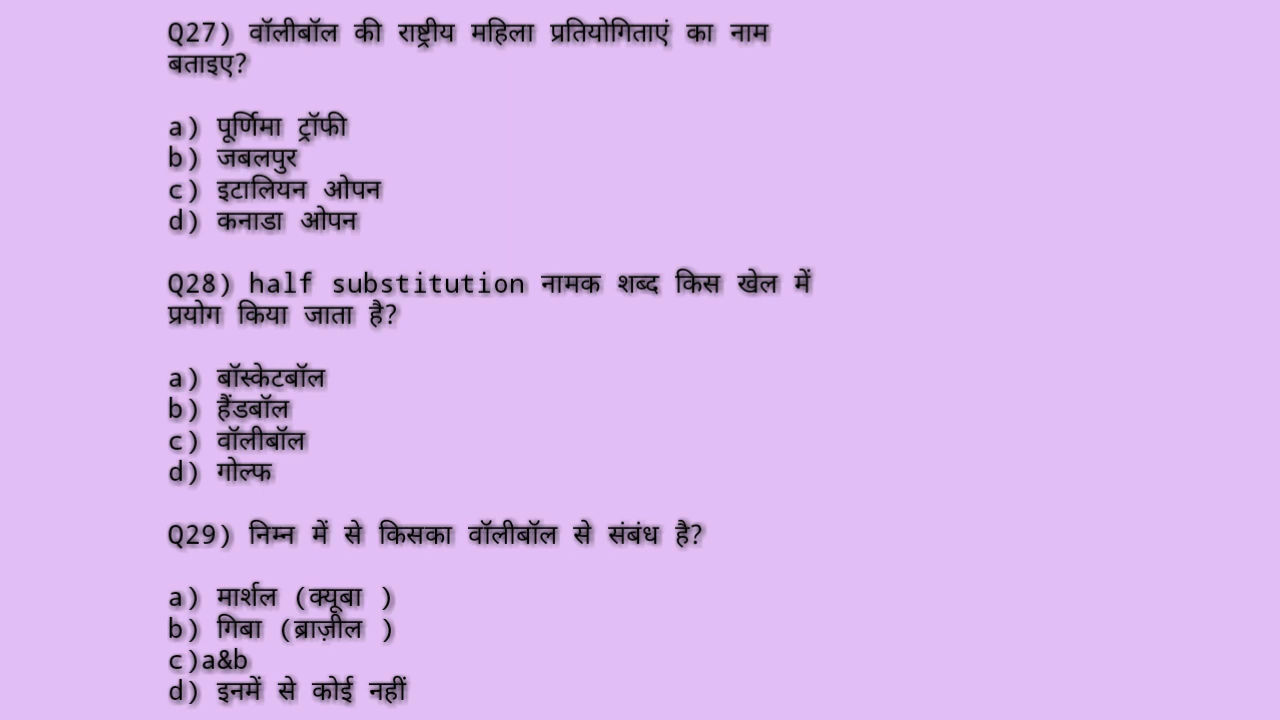 Q27) वॉलीबॉल की राष्ट्रीय महिला प्रतियोगिताएं का नाम
बताइए?
a) पूर्णिमा ट्रॉफी
b) जबलपुर
c) इटालियन ओपन
d) कनाडा ओपन
Q28) half substitution नामक शब्द किस खेल में
प्रयोग किया जाता है?
a) बॉस्केटबॉल
b) हैंडबॉल
c) वॉलीबॉल
d) गोल्फ
Q29) निम्न में से किसका वॉलीबॉल से संबंध है?
a) मार्शल (क्यूबा )
b) गिबा (ब्राज़ील )
c)a&b
d) इनमें से कोई नहीं